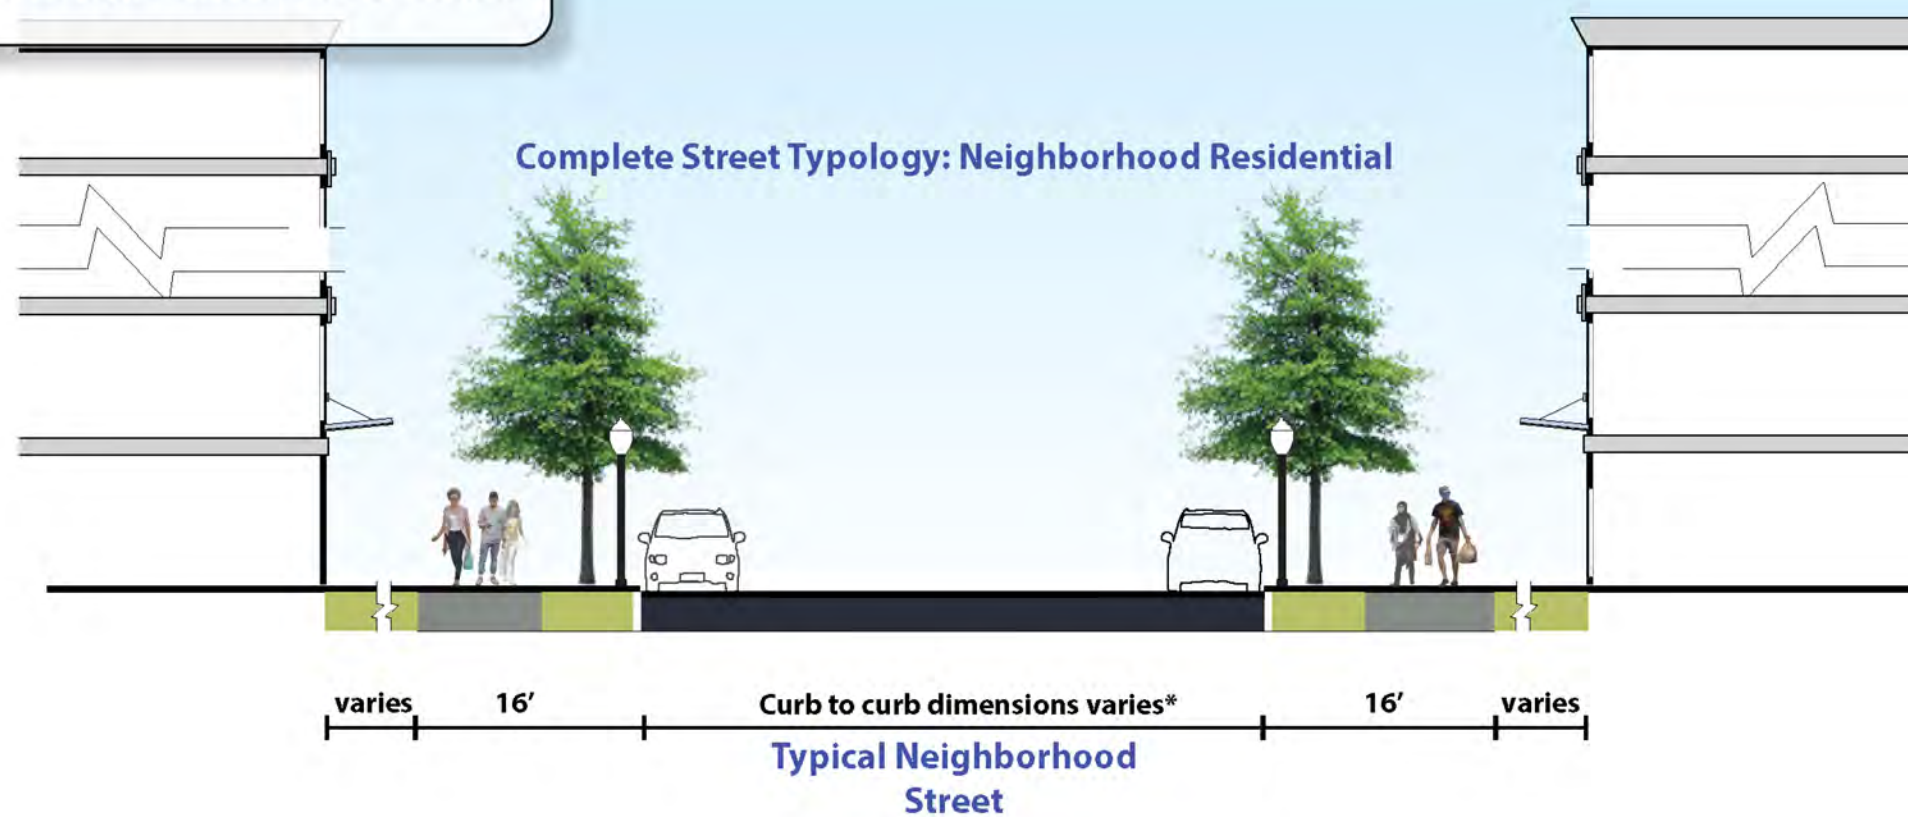 Complete Street Typology: Neighborhood Residential
varies 16′ Curb to curb dimensions varies* 16′ varies
Typical Neighborhood
Street